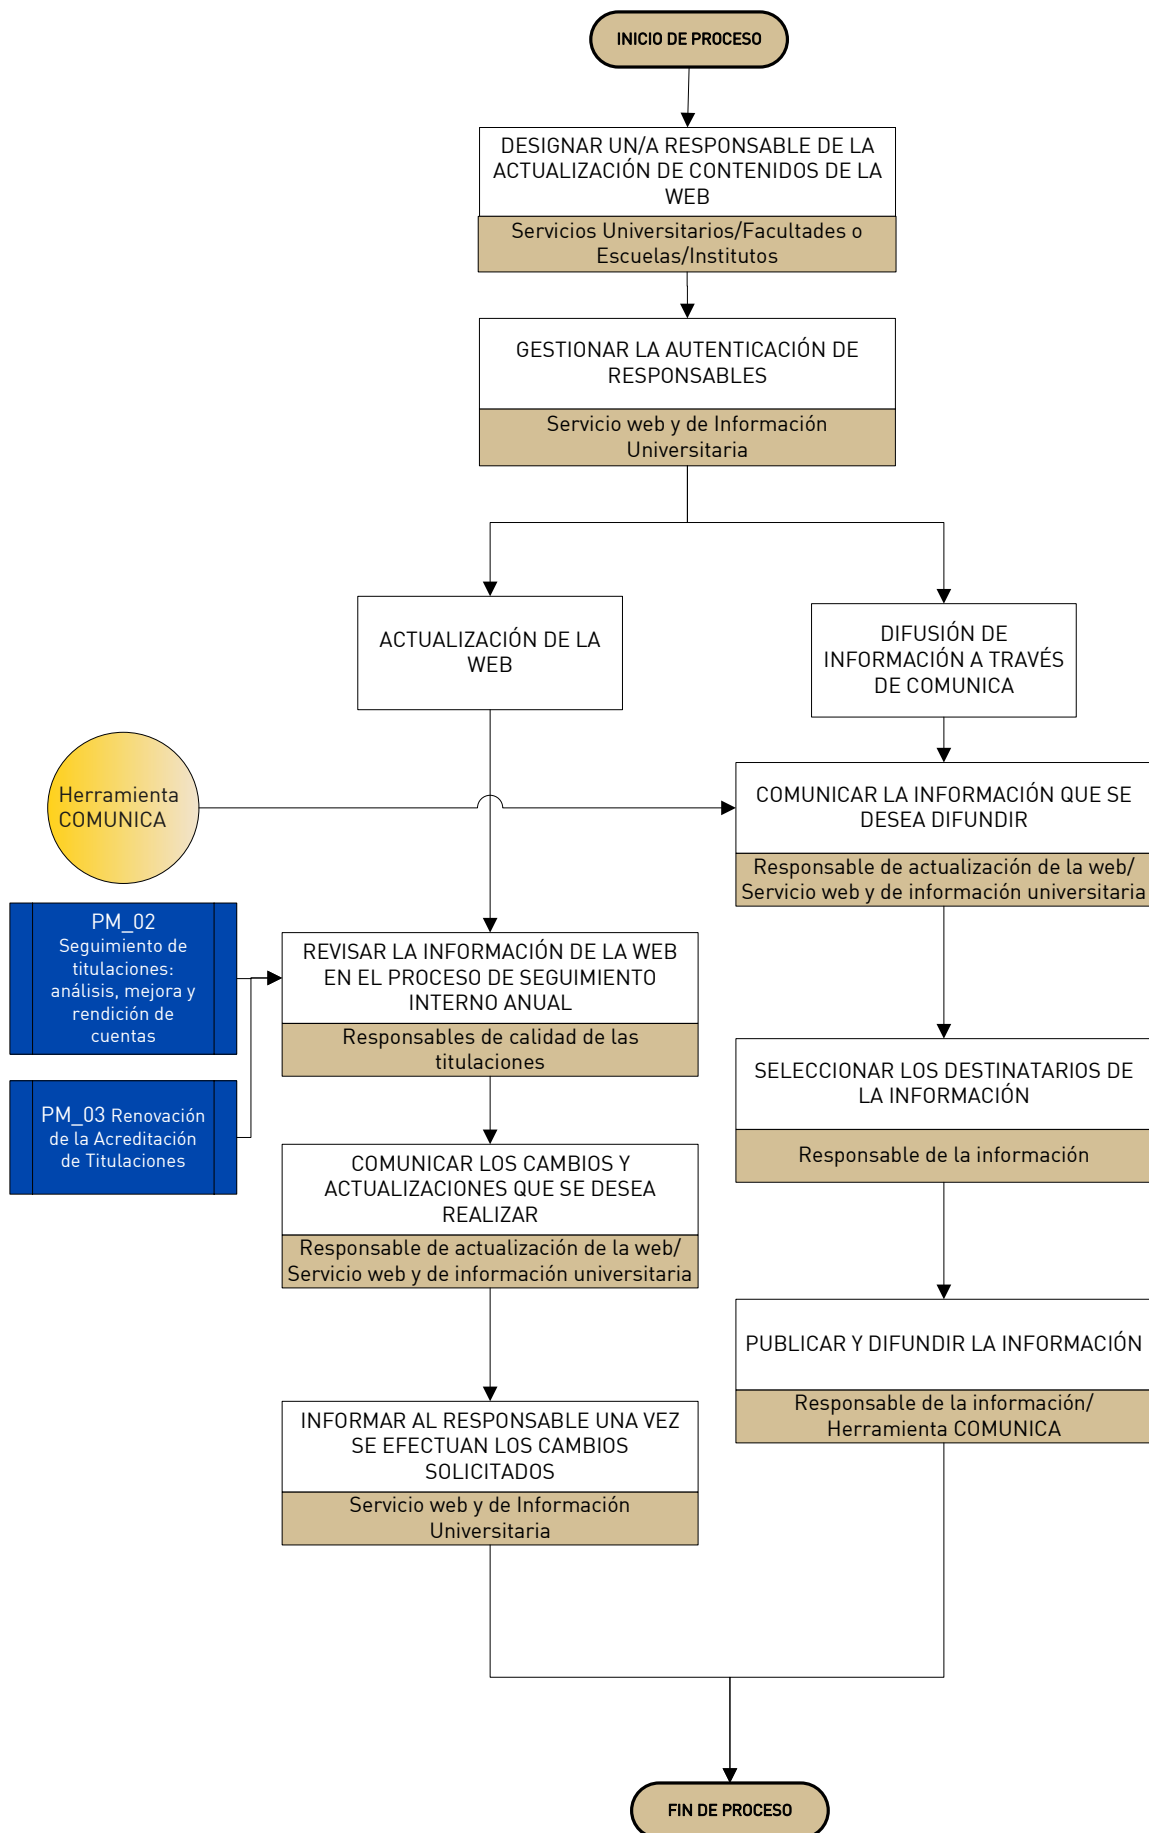 INICIO DE PROCESO
DESIGNAR UN/A RESPONSABLE DE LA
ACTUALIZACIÓN DE CONTENIDOS DE LA
WEB
Servicios Universitarios/Facultades o
Escuelas/Institutos
GESTIONAR LA AUTENTICACIÓN DE
RESPONSABLES
Servicio web y de Información
Universitaria
ACTUALIZACIÓN DE LA
WEB
DIFUSIÓN DE
INFORMACIÓN A TRAVÉS
DE COMUNICA
Herramienta
COMUNICA
COMUNICAR LA INFORMACIÓN QUE SE
DESEA DIFUNDIR
Responsable de actualización de la web/
Servicio web y de información universitaria
PM_02
Seguimiento de
titulaciones:
análisis, mejora y
rendición de
cuentas
REVISAR LA INFORMACIÓN DE LA WEB
EN EL PROCESO DE SEGUIMIENTO
INTERNO ANUAL
Responsables de calidad de las
titulaciones
SELECCIONAR LOS DESTINATARIOS DE
LA INFORMACIÓN
Responsable de la información
PM_03 Renovación
de la Acreditación
de Titulaciones
COMUNICAR LOS CAMBIOS Y
ACTUALIZACIONES QUE SE DESEA
REALIZAR
Responsable de actualización de la web/
Servicio web y de información universitaria
PUBLICAR Y DIFUNDIR LA INFORMACIÓN
Responsable de la información/
Herramienta COMUNICA
INFORMAR AL RESPONSABLE UNA VEZ
SE EFECTUAN LOS CAMBIOS
SOLICITADOS
Servicio web y de Información
Universitaria
FIN DE PROCESO